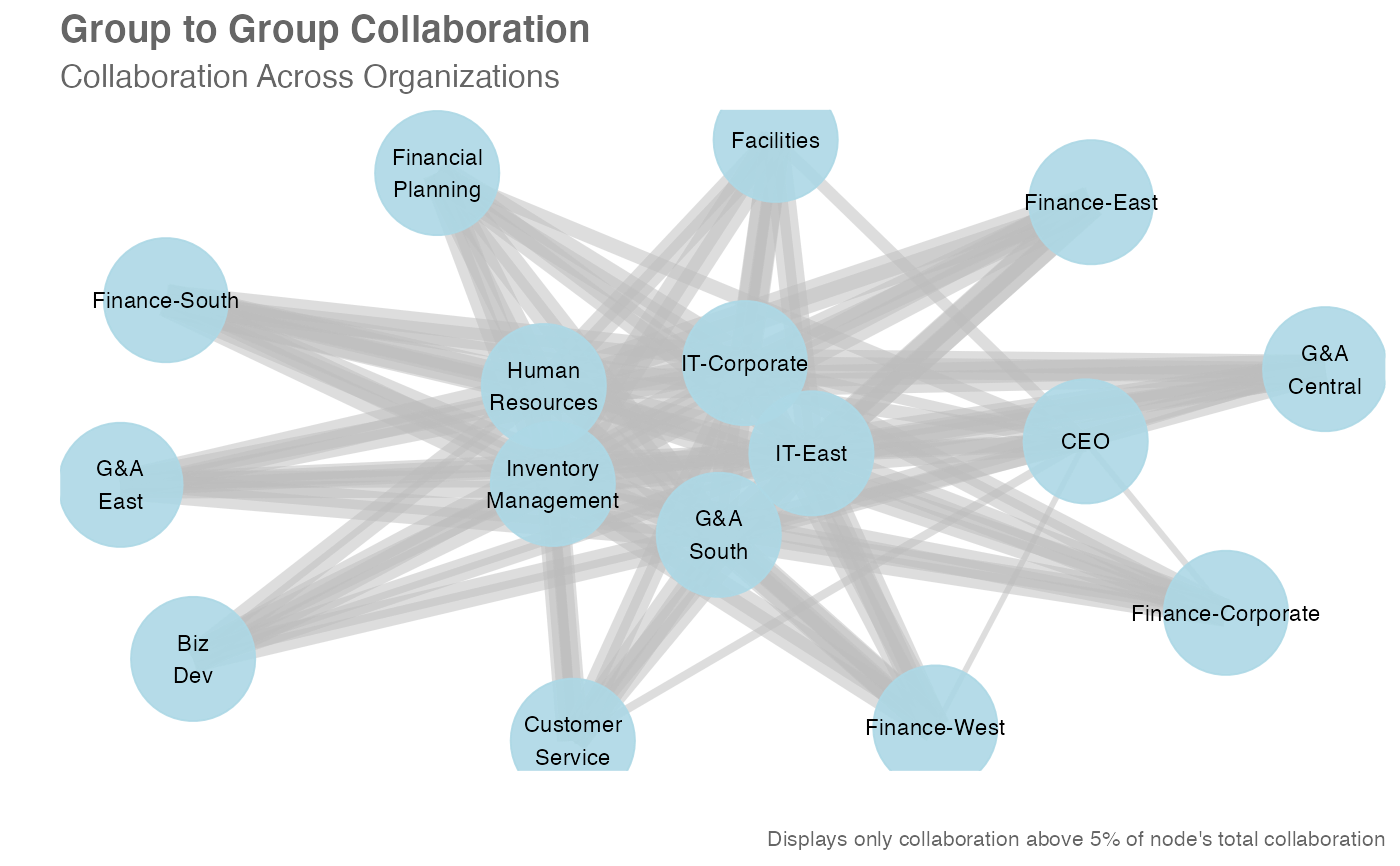 Group to Group Collaboration
Collaboration Across Organizations
Financial
Planning
Facilities
Finance-East
Finance-South
Human
Resources
IT-Corporate
G&A
Central
G&A
East
Inventory
Management
IT-East
CEO
G&A
South
Biz
Dev
Finance-Corporate
Customer
Service
Finance-West
Displays only collaboration above 5% of node's total collaboration